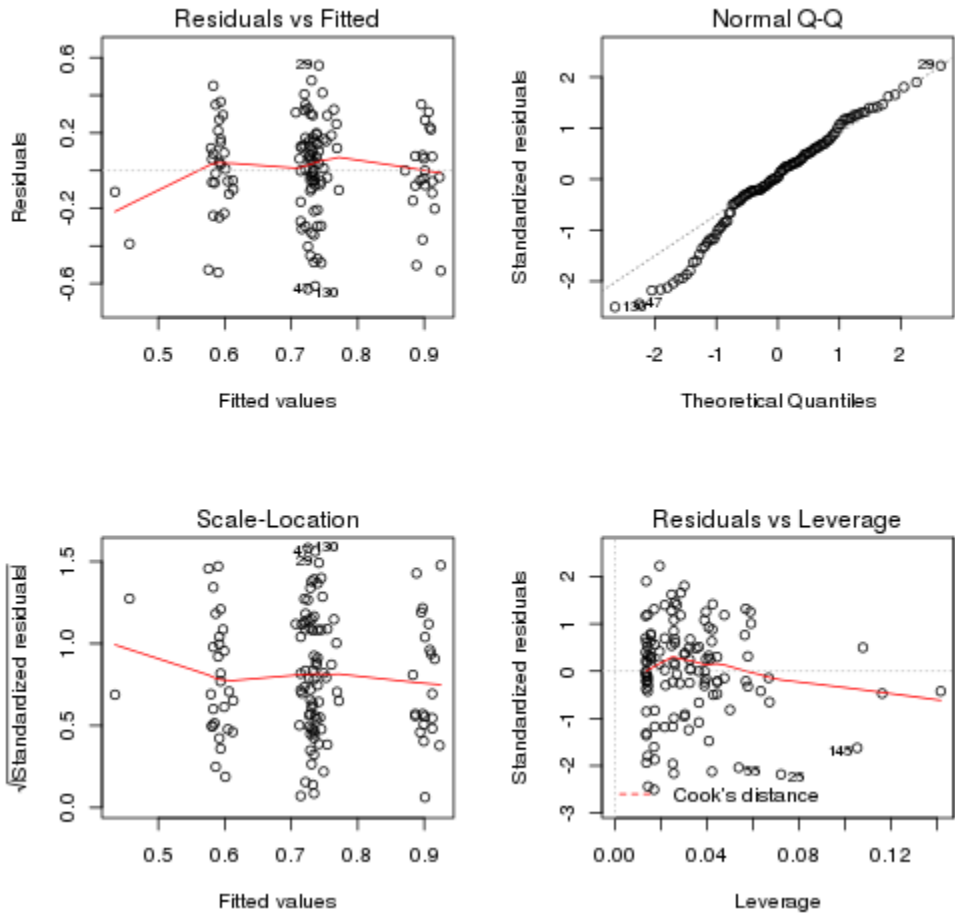 Residuals vs Fitted
Residuals
-0.6
-0.2
0.2
0.6
29
47
130
0.5 0.6 0.7 0.8 0.9
Fitted values
Normal Q-Q
Standardized residuals
-2
-1
0
1
2
29
130
47
-2 -1 0 1 2
Theoretical Quantiles
Scale-Location
√|Standardized residuals|
0.0
0.5
1.0
1.5
47
130
29
0.5 0.6 0.7 0.8 0.9
Fitted values
Residuals vs Leverage
Standardized residuals
-3
-2
-1
0
1
2
145
55
25
Cook's distance
0.00 0.04 0.08 0.12
Leverage